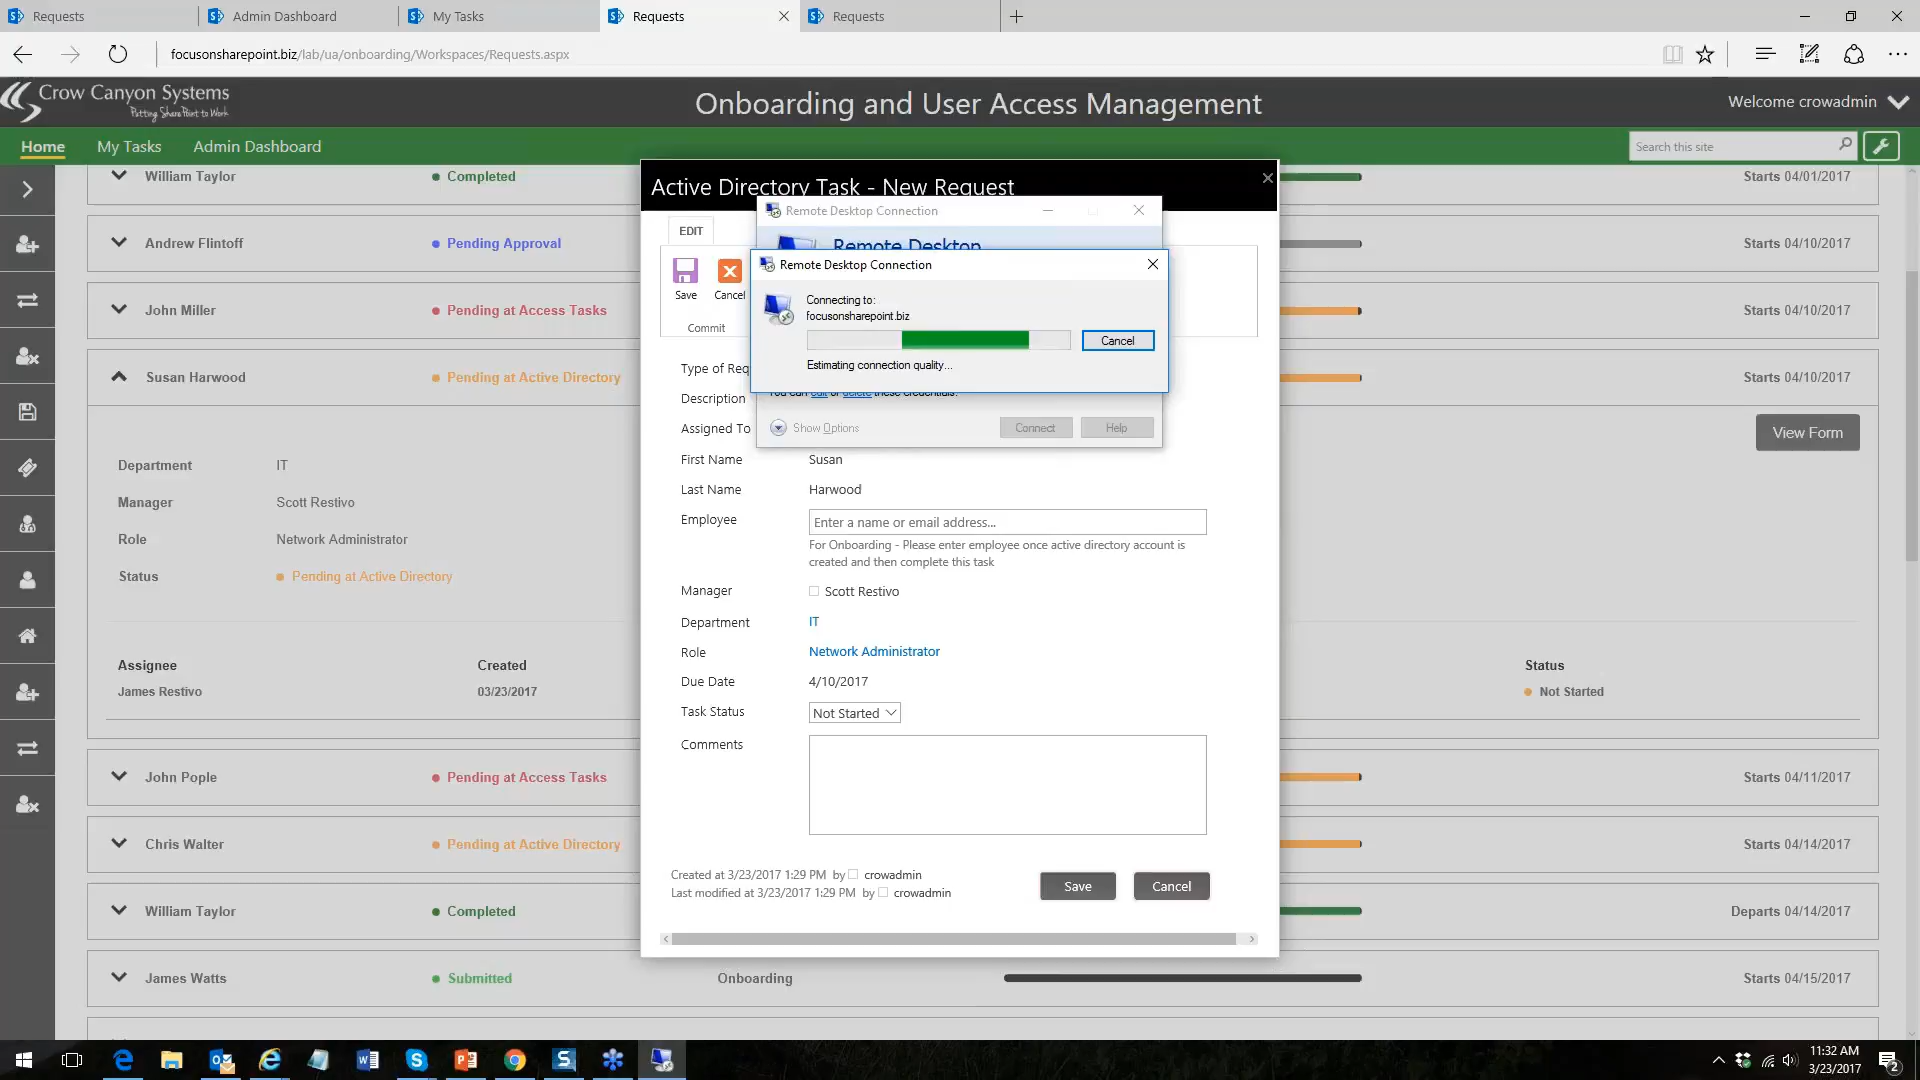 Requests
Admin Dashboard
My Tasks
Requests
Requests
focusonsharepoint.biz/lab/ua/onboarding/Workspaces/Requests.aspx
Crow Canyon Systems
Putting SharePoint to Work
Onboarding and User Access Management
Welcome crowadmin
Home
My Tasks
Admin Dashboard
Search this site
William Taylor
Completed
Starts 04/01/2017
Andrew Flintoff
Pending Approval
Starts 04/10/2017
John Miller
Pending at Access Tasks
Starts 04/10/2017
Susan Harwood
Pending at Active Directory
Starts 04/10/2017
View Form
Department
IT
Manager
Scott Restivo
Role
Network Administrator
Status
Pending at Active Directory
Assignee
Created
Status
James Restivo
03/23/2017
Not Started
John Pople
Pending at Access Tasks
Starts 04/11/2017
Chris Walter
Pending at Active Directory
Starts 04/14/2017
William Taylor
Completed
Departs 04/14/2017
James Watts
Submitted
Onboarding
Starts 04/15/2017
Active Directory Task - New Request
EDIT
Save
Cancel
Commit
Remote Desktop Connection
Remote Desktop
Remote Desktop Connection
Connecting to:
focusonsharepoint.biz
Cancel
Estimating connection quality...
You can edit or delete these credentials.
Show Options
Connect
Help
Type of Req
Description
Assigned To
First Name
Susan
Last Name
Harwood
Employee
Enter a name or email address...
For Onboarding - Please enter employee once active directory account is
created and then complete this task
Manager
Scott Restivo
Department
IT
Role
Network Administrator
Due Date
4/10/2017
Task Status
Not Started
Comments
Created at 3/23/2017 1:29 PM by crowadmin
Last modified at 3/23/2017 1:29 PM by crowadmin
Save
Cancel
11:32 AM
3/23/2017
2